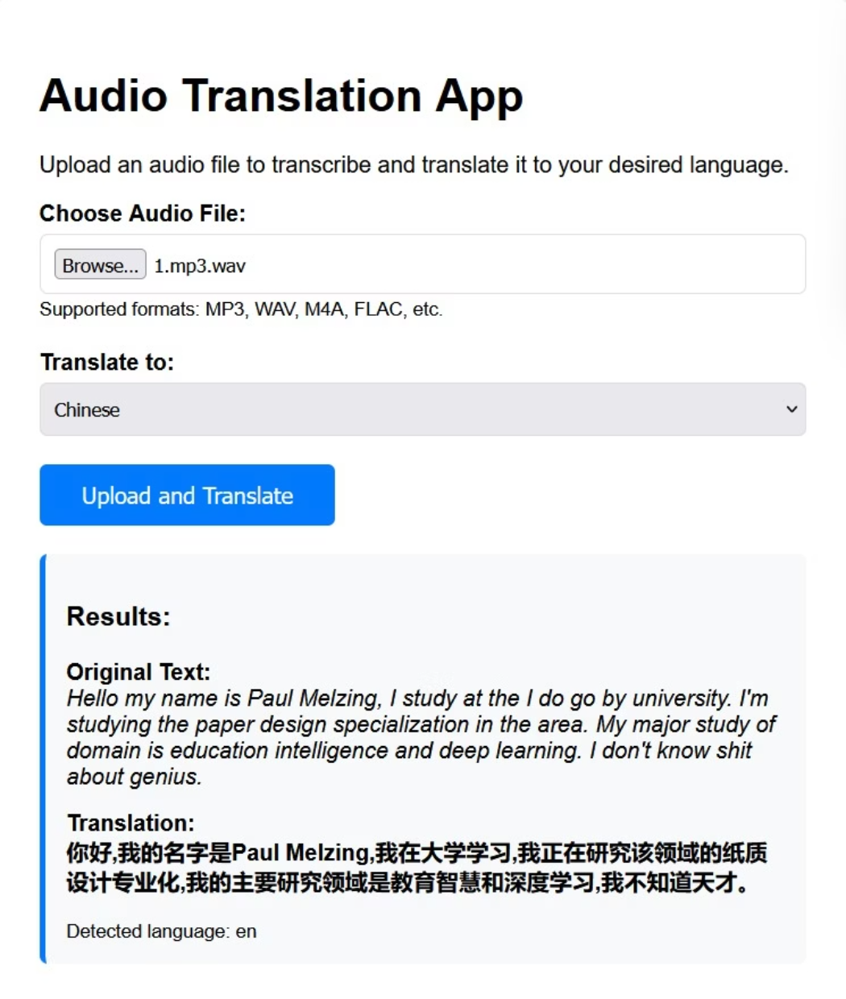 Audio Translation App
Upload an audio file to transcribe and translate it to your desired language.
Choose Audio File:
Browse... 1.mp3.wav
Supported formats: MP3, WAV, M4A, FLAC, etc.
Translate to:
Chinese
Upload and Translate
Results:
Original Text:
Hello my name is Paul Melzing, I study at the I do go by university. I'm
studying the paper design specialization in the area. My major study of
domain is education intelligence and deep learning. I don't know shit
about genius.
Translation:
你好,我的名字是Paul Melzing,我在大学学习,我正在研究该领域的纸质
设计专业化,我的主要研究领域是教育智慧和深度学习,我不知道天才。
Detected language: en